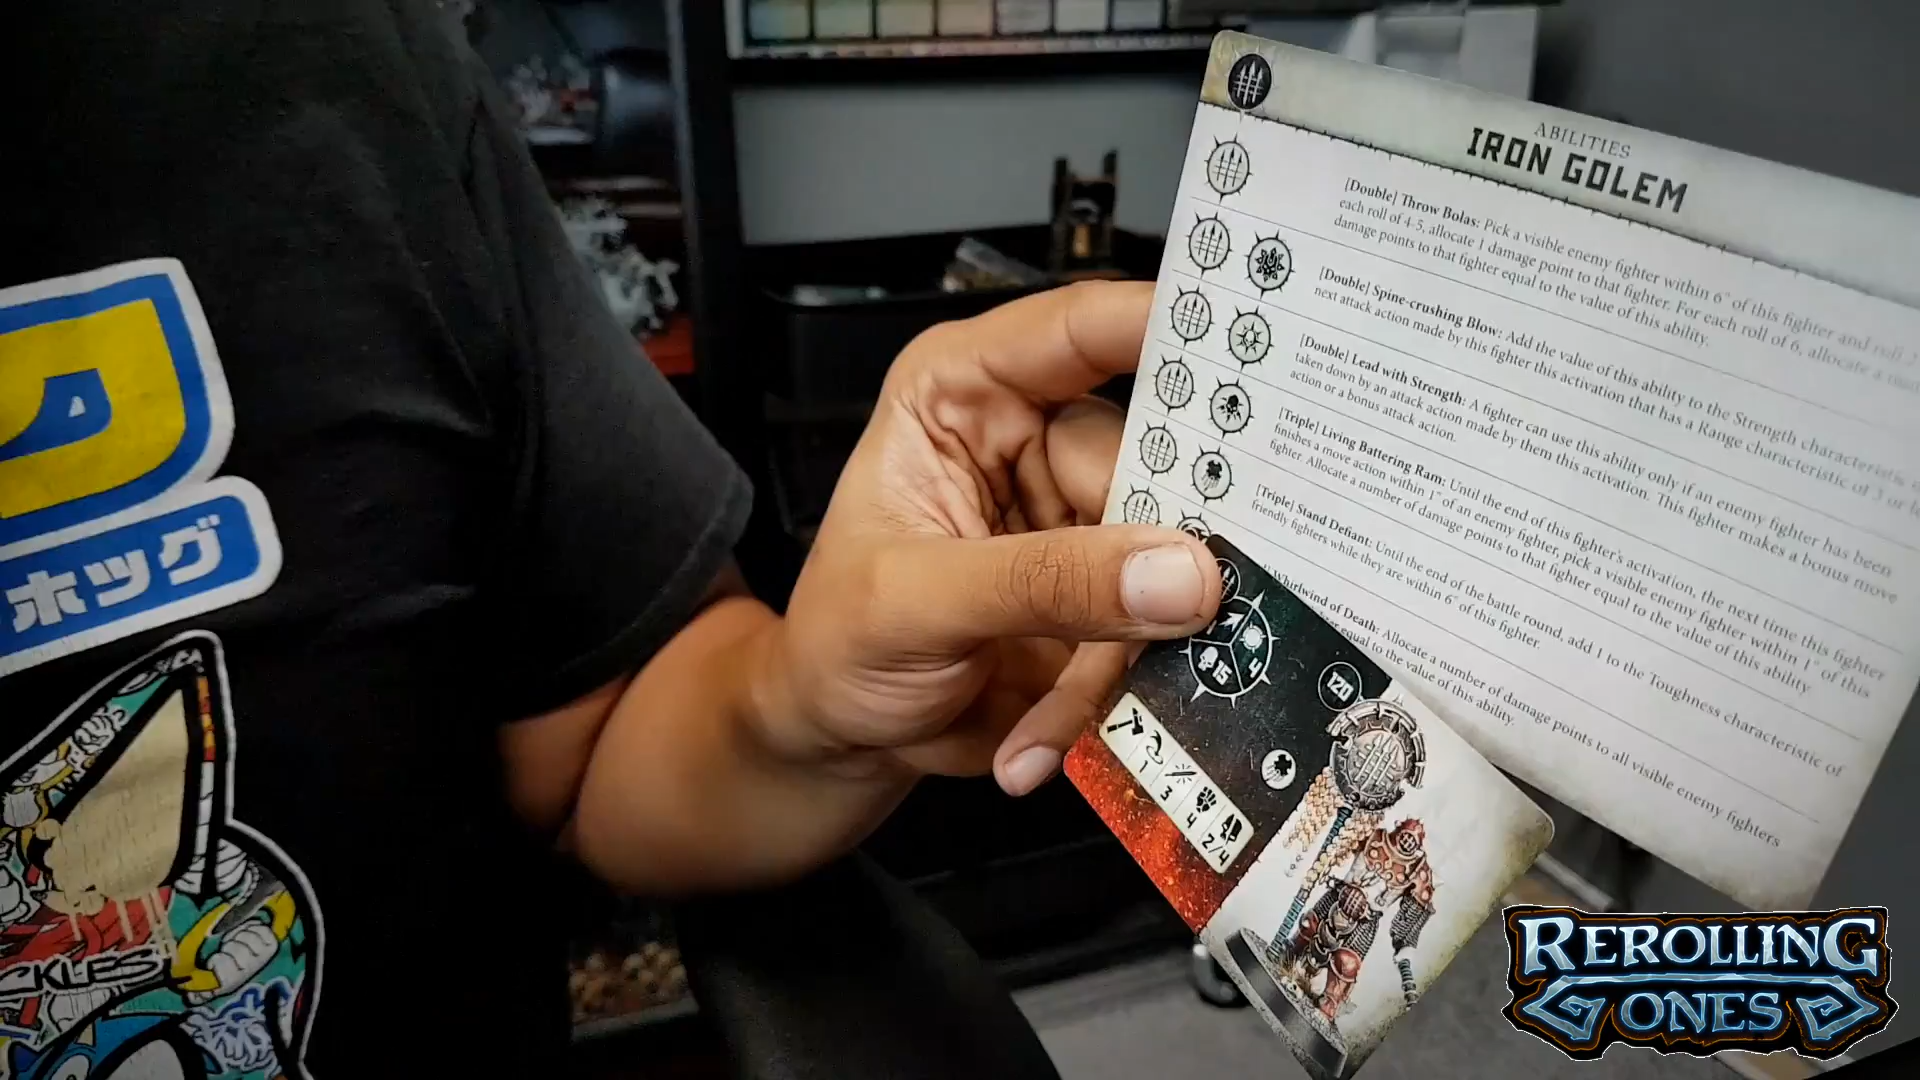 ABILITIES
IRON GOLEM
[Double] Throw Bolas: Pick a visible enemy fighter within 6" of this fighter and roll 2
each roll of 4-5, allocate 1 damage point to that fighter. For each roll of 6, allocate a
damage points to that fighter equal to the value of this ability.
[Double] Spine-crushing Blow: Add the value of this ability to the Strength characteristic
next attack action made by this fighter this activation that has a Range characteristic of 3 or
[Double] Lead with Strength: A fighter can use this ability only if an enemy fighter has been
taken down by an attack action made by them this activation. This fighter makes a bonus move
action or a bonus attack action.
[Triple] Living Battering Ram: Until the end of this fighter's activation, the next time this fighter
finishes a move action within 1" of an enemy fighter, pick a visible enemy fighter within 1" of this
fighter. Allocate a number of damage points to that fighter equal to the value of this ability.
[Triple] Stand Defiant: Until the end of the battle round, add 1 to the Toughness characteristic of
friendly fighters while they are within 6" of this fighter.
Whirlwind of Death: Allocate a number of damage points to all visible enemy fighters
equal to the value of this ability.
15
4
120
1
3
4
2/4
ホッグ
CKLES
REROLLING
ONES